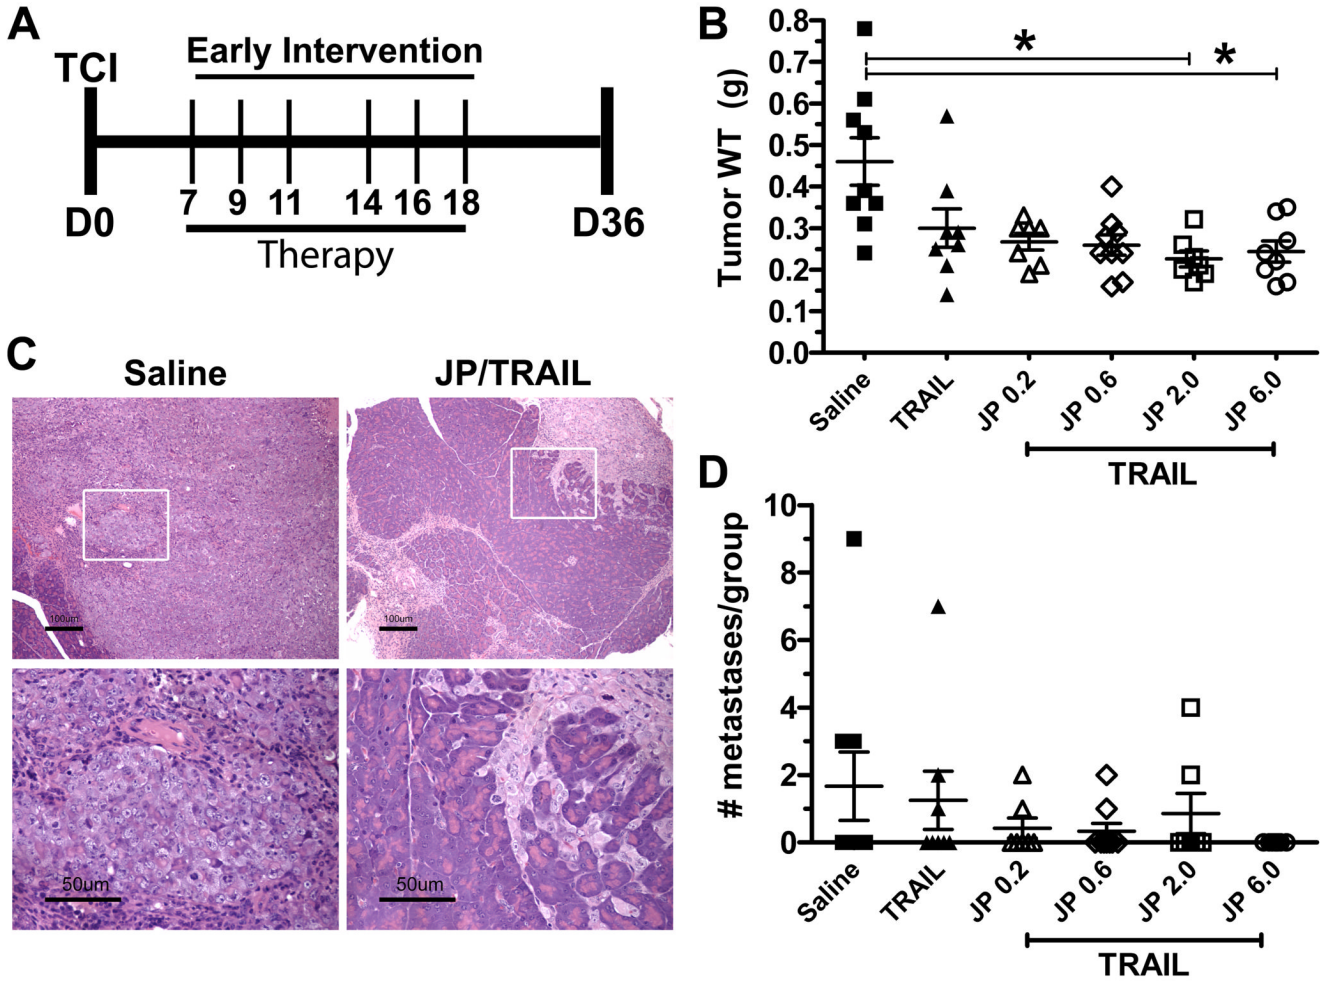 A
Early Intervention
TCI
7 9 11 14 16 18
D0 D36
Therapy
B
Tumor WT (g)
0.8
0.7
0.6
0.5
0.4
0.3
0.2
0.1
0.0
* *
Saline TRAIL JP 0.2 JP 0.6 JP 2.0 JP 6.0
TRAIL
C
Saline JP/TRAIL
100um 100um
50um 50um
D
# metastases/group
10
8
6
4
2
0
Saline TRAIL JP 0.2 JP 0.6 JP 2.0 JP 6.0
TRAIL